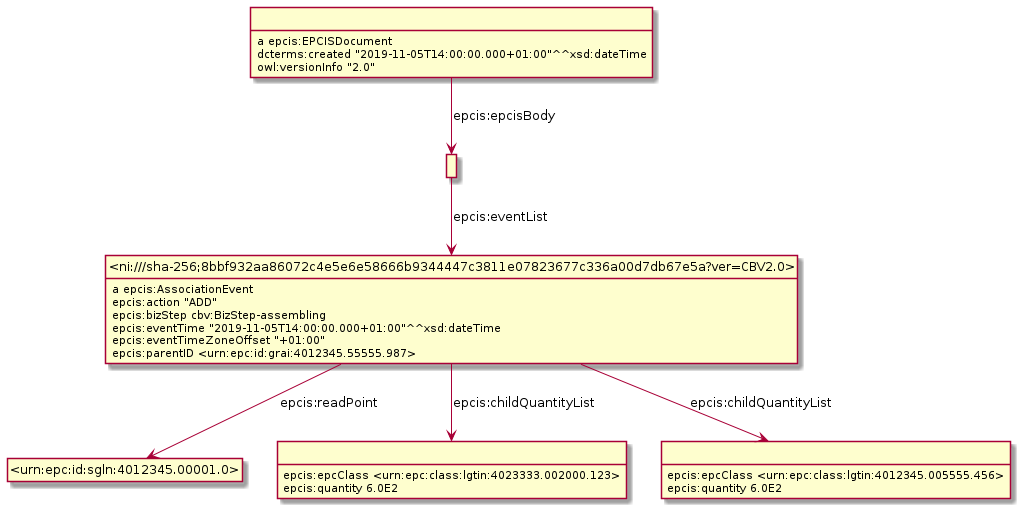 a epcis:EPCISDocument
dcterms:created "2019-11-05T14:00:00.000+01:00"^^xsd:dateTime
owl:versionInfo "2.0"
epcis:epcisBody
epcis:eventList
<ni:///sha-256;8bbf932aa86072c4e5e6e58666b9344447c3811e07823677c336a00d7db67e5a?ver=CBV2.0>
a epcis:AssociationEvent
epcis:action "ADD"
epcis:bizStep cbv:BizStep-assembling
epcis:eventTime "2019-11-05T14:00:00.000+01:00"^^xsd:dateTime
epcis:eventTimeZoneOffset "+01:00"
epcis:parentID <urn:epc:id:grai:4012345.55555.987>
epcis:readPoint
epcis:childQuantityList
epcis:childQuantityList
<urn:epc:id:sgln:4012345.00001.0>
epcis:epcClass <urn:epc:class:lgtin:4023333.002000.123>
epcis:quantity 6.0E2
epcis:epcClass <urn:epc:class:lgtin:4012345.005555.456>
epcis:quantity 6.0E2